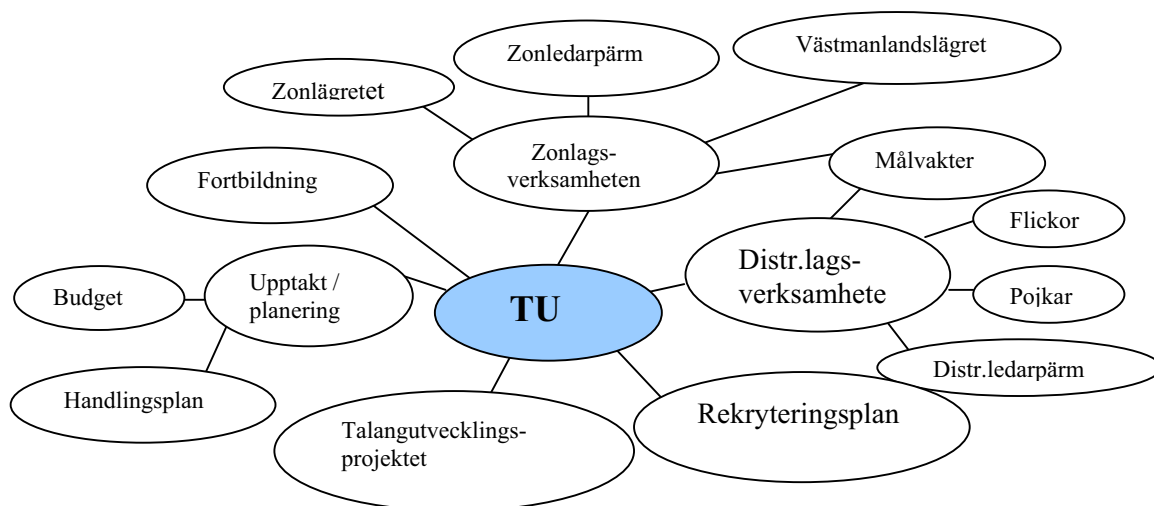 Zonledarpärm
Västmanlandslägret
Zonlägretet
Zonlags-
verksamheten
Målvakter
Fortbildning
Flickor
Distr.lags-
verksamhete
Upptakt /
planering
Budget
TU
Pojkar
Distr.ledarpärm
Handlingsplan
Rekryteringsplan
Talangutvecklings-
projektet